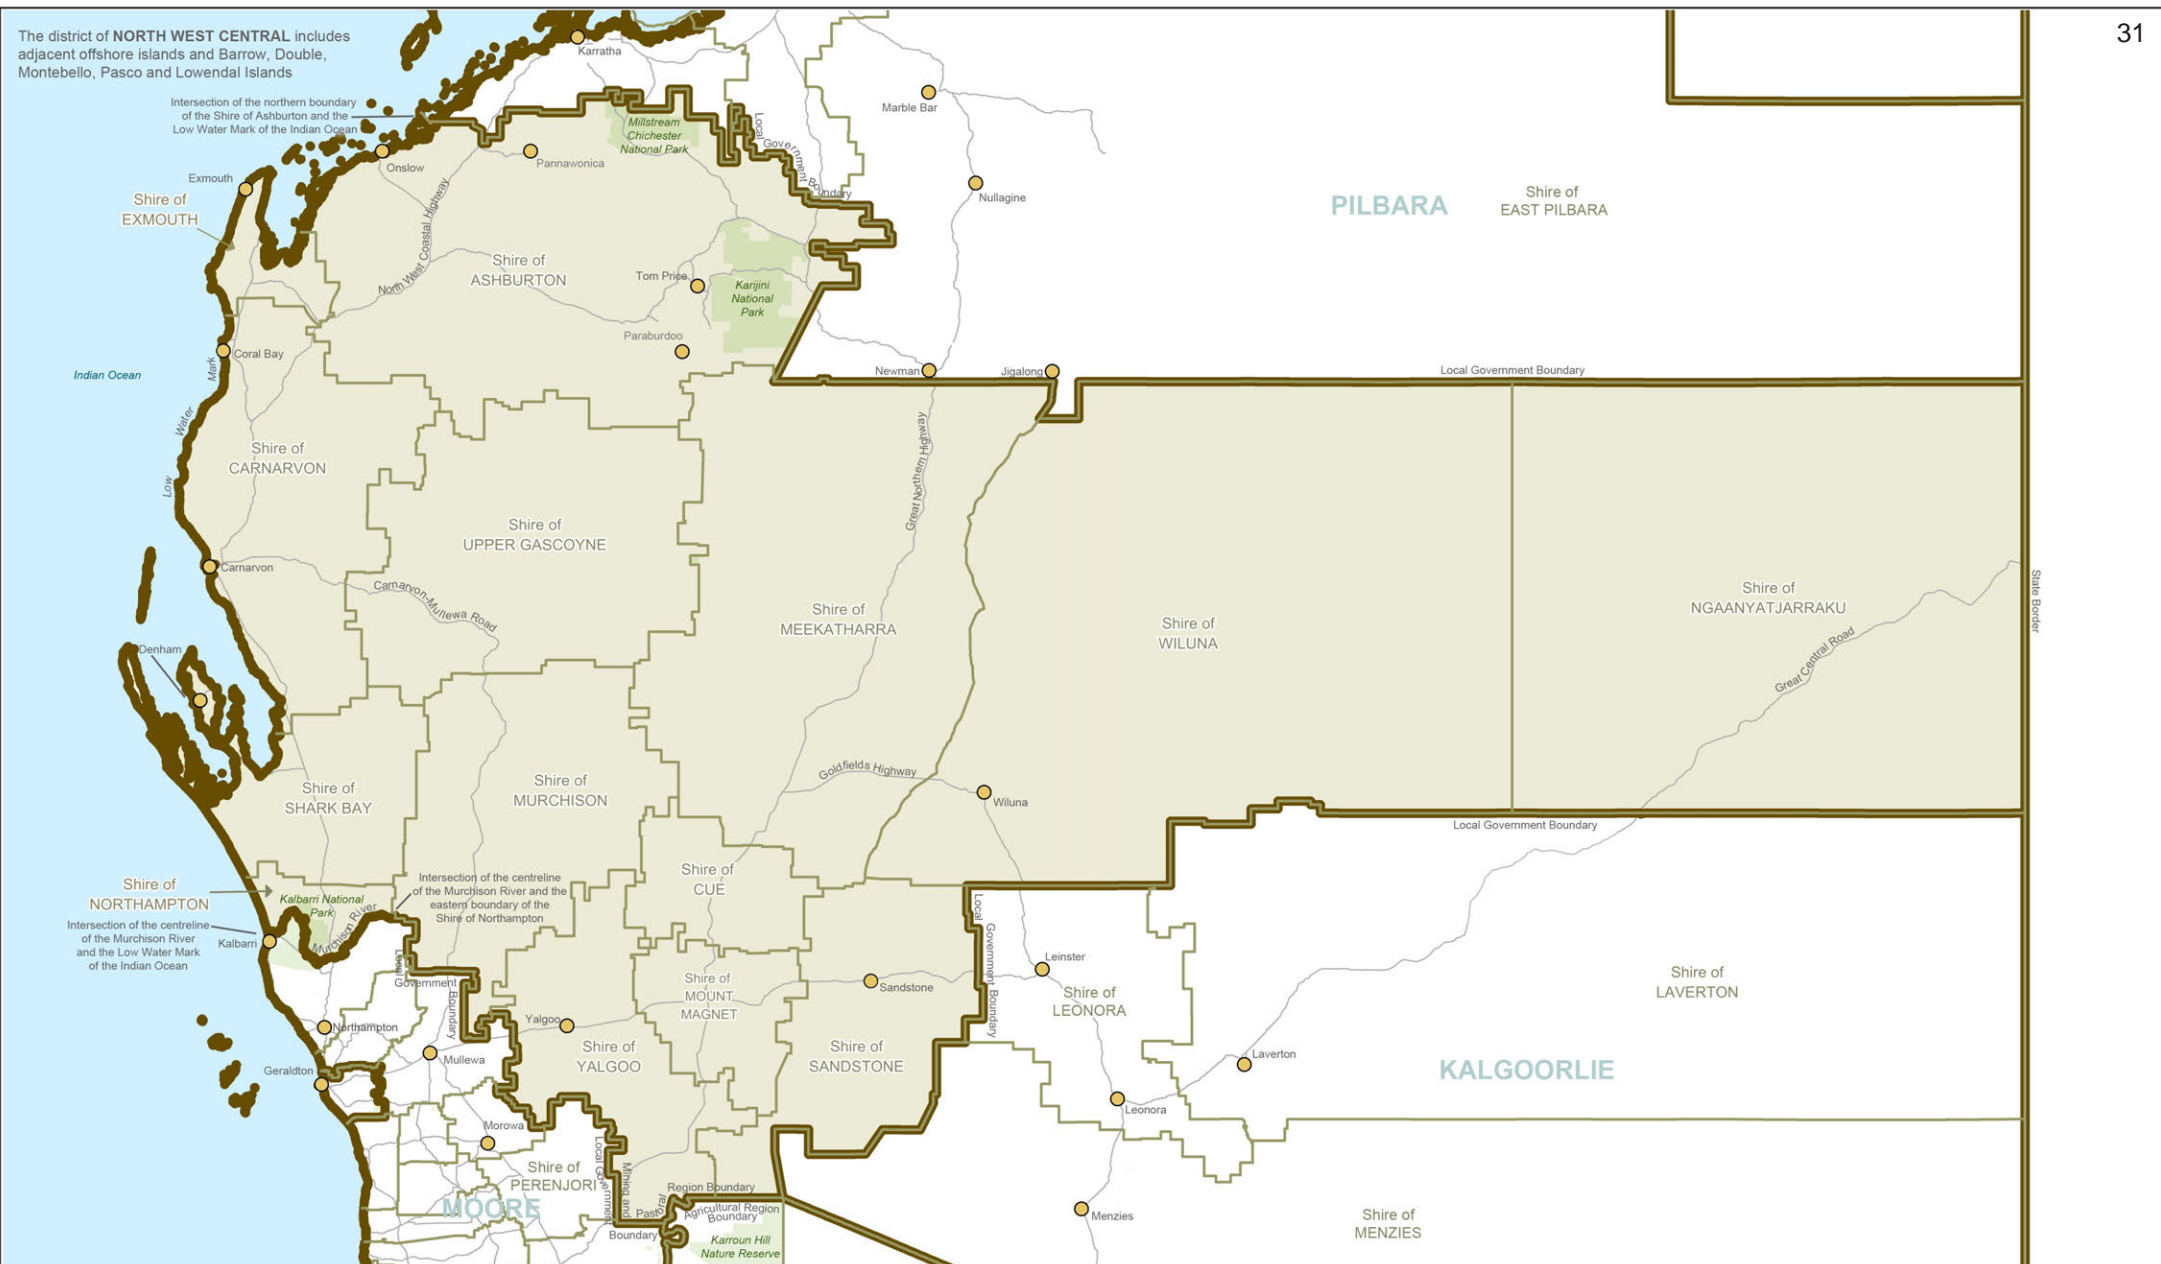 31
The district of NORTH WEST CENTRAL includes
adjacent offshore islands and Barrow, Double,
Montebello, Pasco and Lowendal Islands
Karratha
Marble Bar
Intersection of the northern boundary
of the Shire of Ashburton and the
Low Water Mark of the Indian Ocean
Millstream
Chichester
National Park
Local Government Boundary
Onslow
Pannawonica
Exmouth
Nullagine
Shire of
EXMOUTH
PILBARA
Shire of
EAST PILBARA
North West Coastal Highway
Shire of
ASHBURTON
Tom Price
Karijini
National
Park
Paraburdoo
Coral Bay
Indian Ocean
Low Water Mark
Newman
Jigalong
Local Government Boundary
Great Northern Highway
Shire of
CARNARVON
Shire of
UPPER GASCOYNE
Carnarvon
Carnarvon-Mullewa Road
Shire of
MEEKATHARRA
Shire of
WILUNA
Shire of
NGAANYATJARRAKU
State Border
Great Central Road
Denham
Goldfields Highway
Wiluna
Shire of
SHARK BAY
Shire of
MURCHISON
Local Government Boundary
Shire of
CUE
Shire of
NORTHAMPTON
Kalbarri National
Park
Murchison River
Intersection of the centreline
of the Murchison River and the
eastern boundary of the
Shire of Northampton
Intersection of the centreline
of the Murchison River
and the Low Water Mark
of the Indian Ocean
Kalbarri
Local Government Boundary
Local Government Boundary
Leinster
Shire of
MOUNT
MAGNET
Sandstone
Shire of
LEONORA
Shire of
LAVERTON
Northampton
Yalgoo
Mullewa
Shire of
YALGOO
Shire of
SANDSTONE
Laverton
KALGOORLIE
Geraldton
Leonora
Morowa
Shire of
PERENJORI
MOORE
Local Government Boundary
Mining and Pastoral
Region Boundary
Agricultural Region
Boundary
Karroun Hill
Nature Reserve
Menzies
Shire of
MENZIES